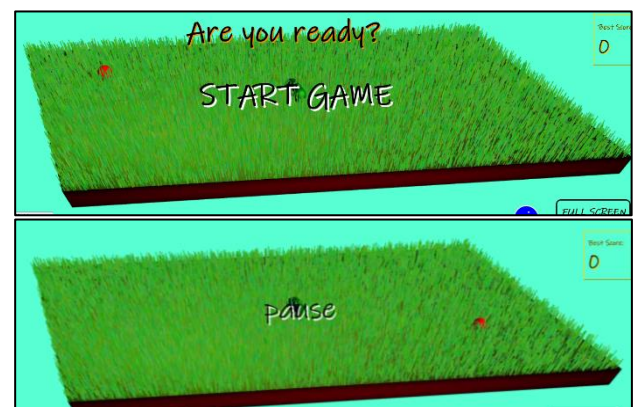 Are you ready?
Best Score
0
START GAME
FULL SCREEN
pause
Best Score
0